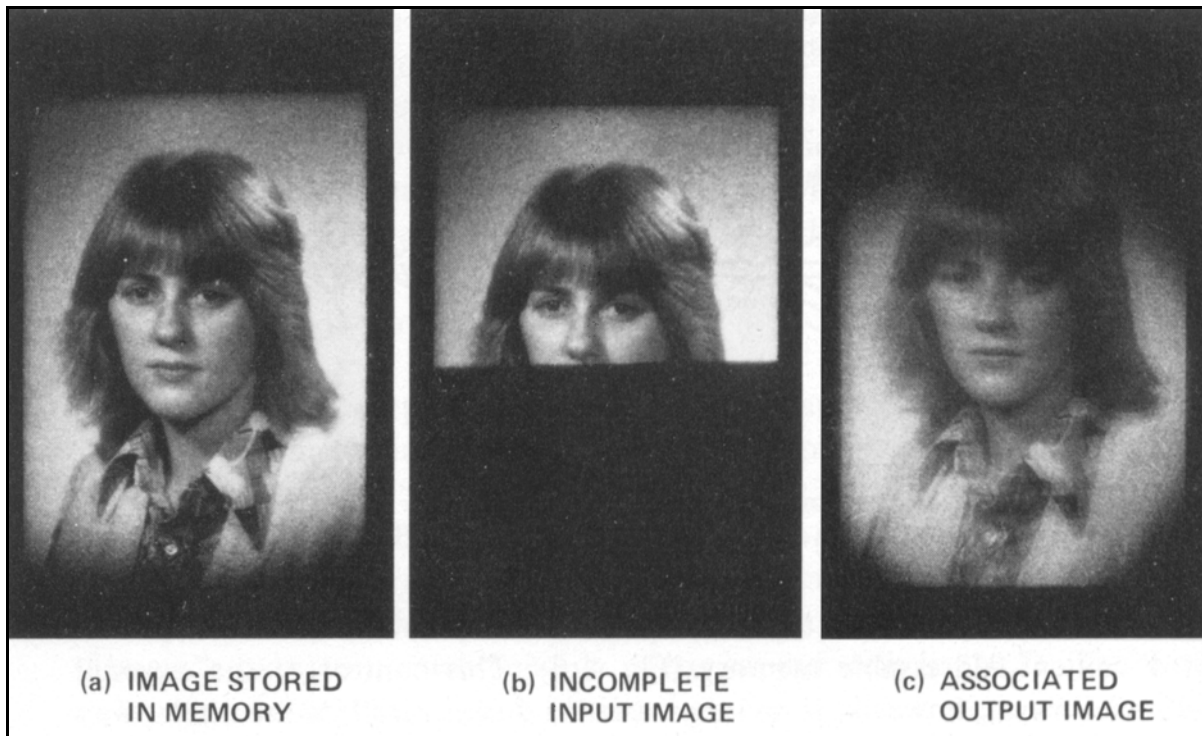 (a) IMAGE STORED
IN MEMORY
(b) INCOMPLETE
INPUT IMAGE
(c) ASSOCIATED
OUTPUT IMAGE